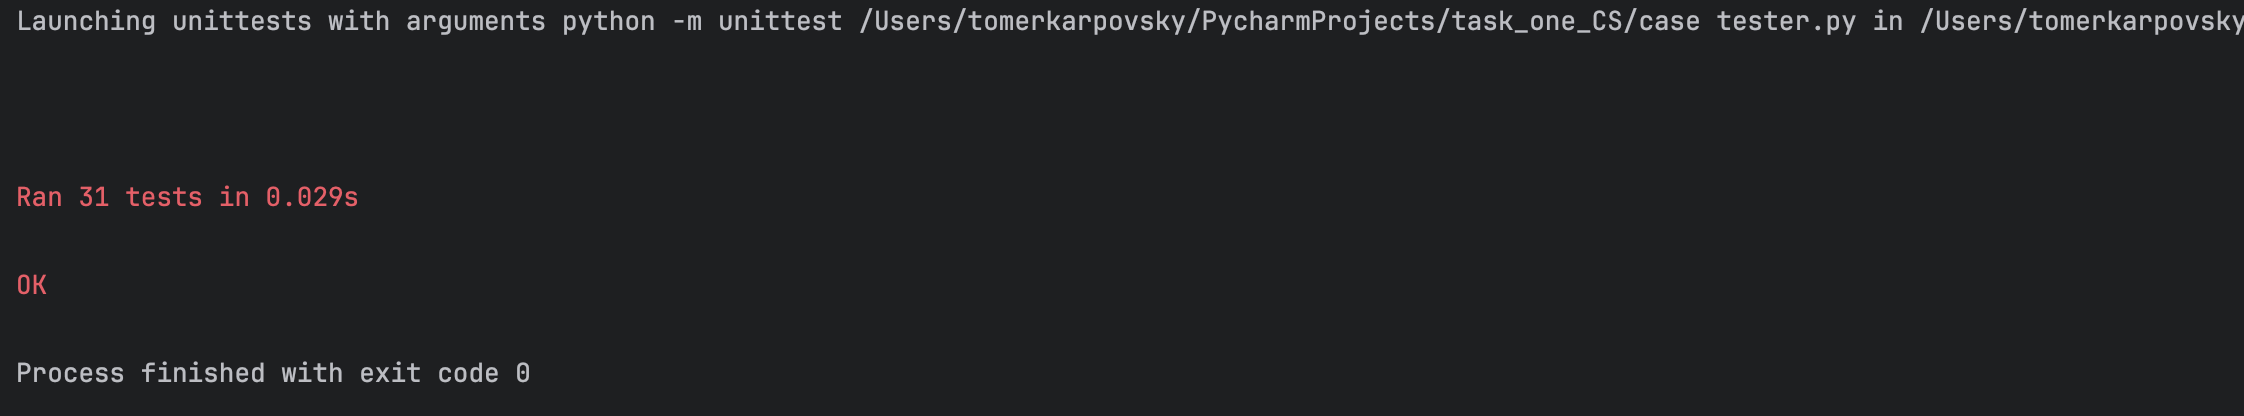 Launching unittests with arguments python -m unittest /Users/tomerkarpovsky/PycharmProjects/task_one_CS/case tester.py in /Users/tomerkarpovsky
Ran 31 tests in 0.029s
OK
Process finished with exit code 0